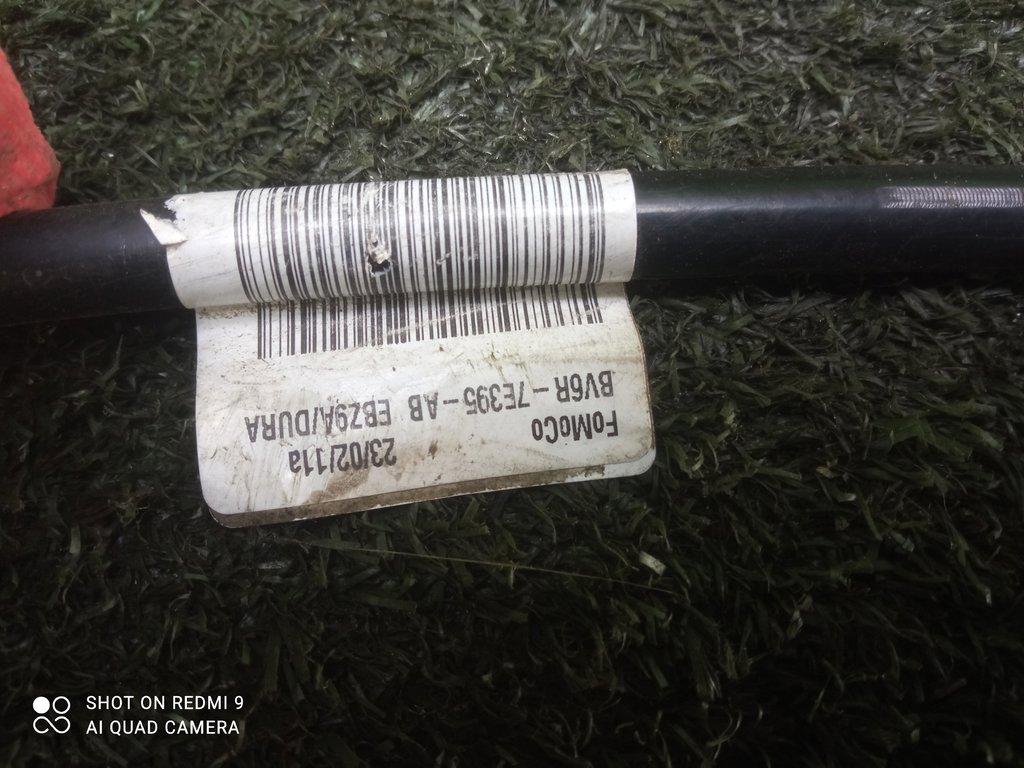 FoMoCo 23/02/11a
BV6R-7E395-AB EBZ9A/DURA
SHOT ON REDMI 9
AI QUAD CAMERA